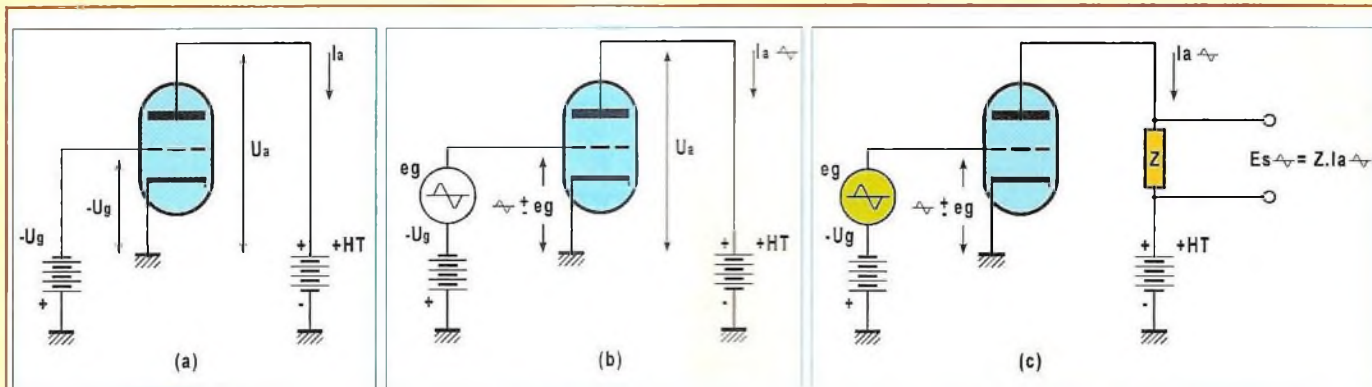 Ia
Ua
-Ug
-Ug
+
+ +HT
-
(a)
Ia
Ua
eg
± eg
-Ug
+
+ +HT
-
(b)
Ia
Z
Es = Z.Ia
eg
± eg
-Ug
+
+ +HT
-
(c)